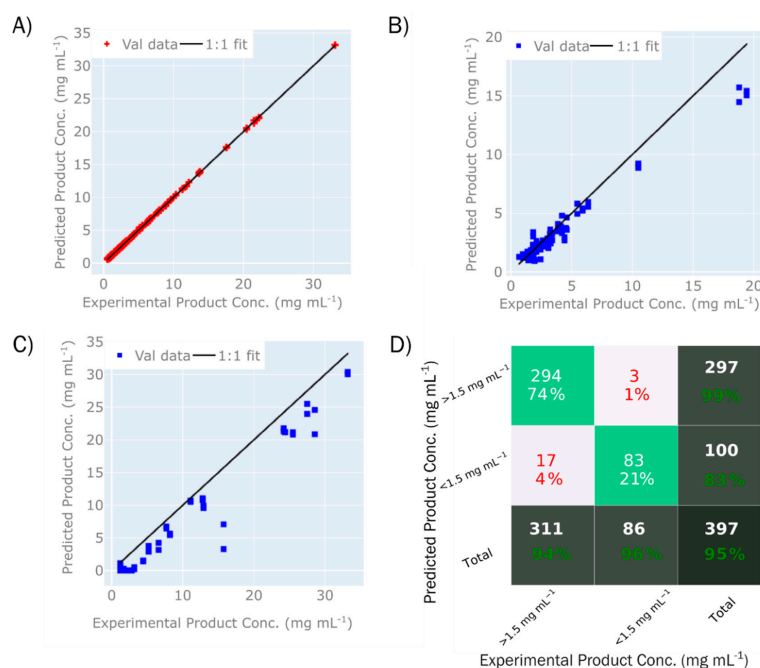 A)
Val data 1:1 fit
35
30
25
20
15
10
5
0
Predicted Product Conc. (mg mL⁻¹)
0 10 20 30
Experimental Product Conc. (mg mL⁻¹)
B)
Val data 1:1 fit
20
15
10
5
0
Predicted Product Conc. (mg mL⁻¹)
0 5 10 15 20
Experimental Product Conc. (mg mL⁻¹)
C)
Val data 1:1 fit
35
30
25
20
15
10
5
0
Predicted Product Conc. (mg mL⁻¹)
0 10 20 30
Experimental Product Conc. (mg mL⁻¹)
D)
Predicted Product Conc. (mg mL⁻¹)
>1.5 mg mL⁻¹
294 3 297
74% 1% 99%
<1.5 mg mL⁻¹
17 83 100
4% 21% 83%
Total
311 86 397
94% 96% 95%
>1.5 mg mL⁻¹ <1.5 mg mL⁻¹ Total
Experimental Product Conc. (mg mL⁻¹)